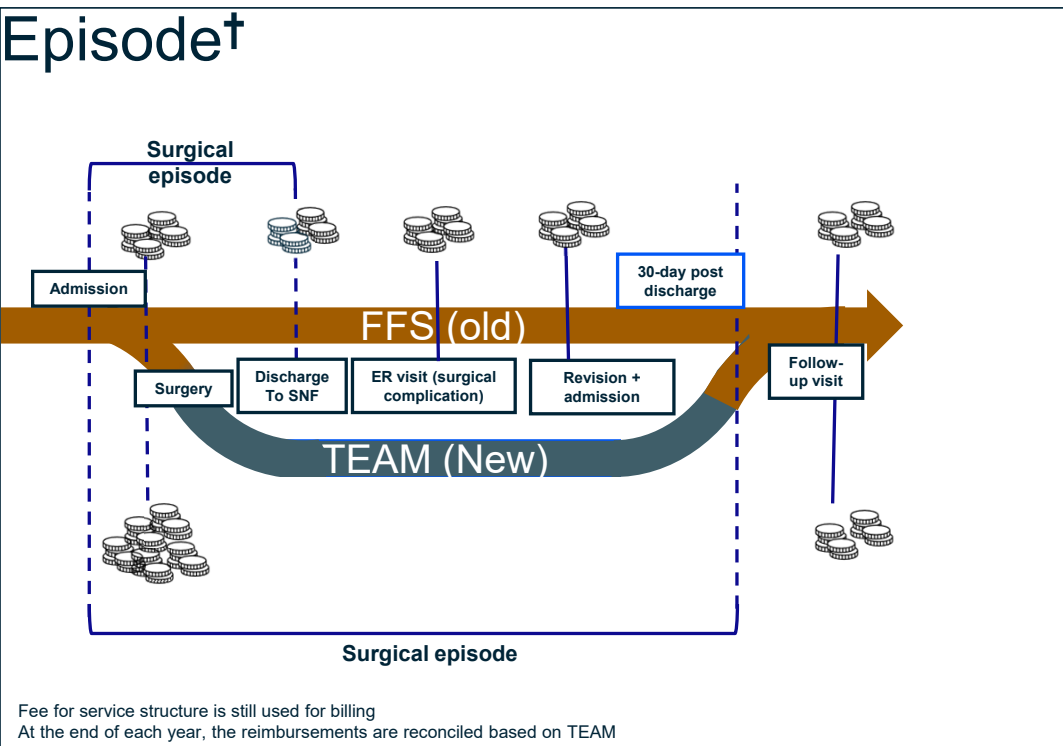 Episode†
Surgical
episode
Admission
30-day post
discharge
FFS (old)
Surgery
Discharge
To SNF
ER visit (surgical
complication)
Revision +
admission
Follow-
up visit
TEAM (New)
Surgical episode
Fee for service structure is still used for billing
At the end of each year, the reimbursements are reconciled based on TEAM